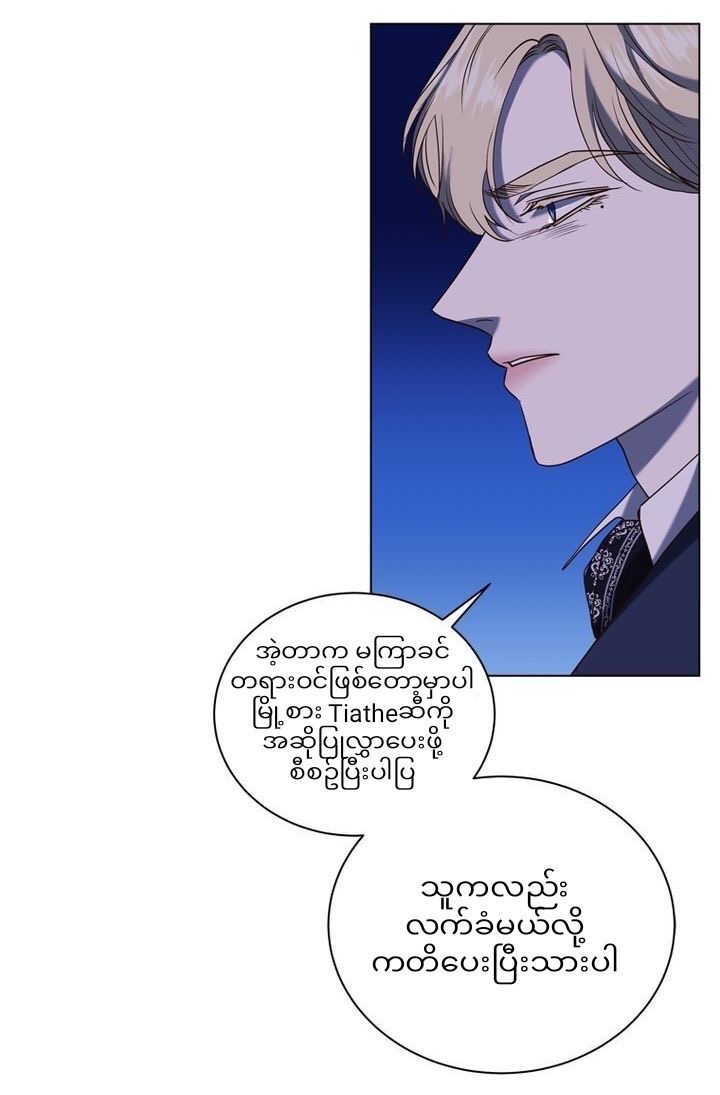 အဲ့တာက မကြာခင်
တရားဝင်ဖြစ်တော့မှာပါ
မြို့စား Tiatheဆီကို
အဆိုပြုလွှာပေးဖို့
စီစဉ်ပြီးပါပြ
သူကလည်း
လက်ခံမယ်လို့
ကတိပေးပြီးသားပါ